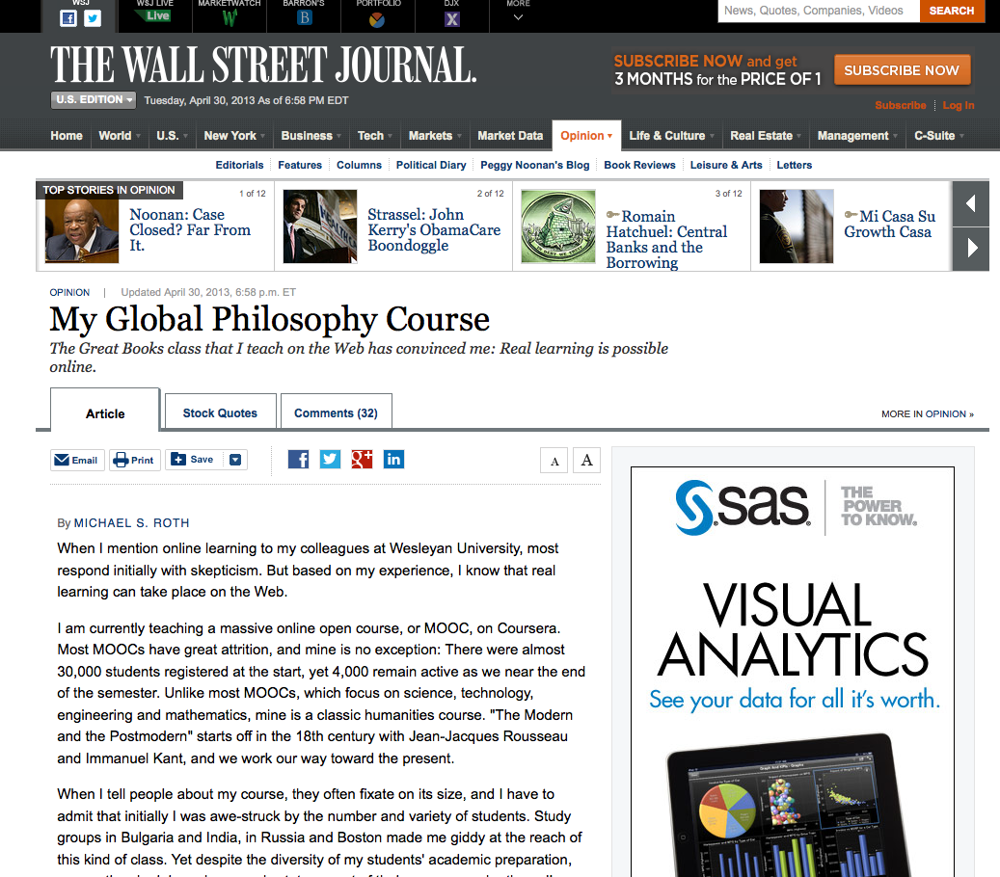 WSJ
WSJ LIVE
Live
MARKETWATCH
W
BARRON'S
B
PORTFOLIO
DJX
X
MORE
News, Quotes, Companies, Videos
SEARCH
THE WALL STREET JOURNAL.
SUBSCRIBE NOW and get
3 MONTHS for the PRICE OF 1
SUBSCRIBE NOW
U.S. EDITION
Tuesday, April 30, 2013 As of 6:58 PM EDT
Subscribe
Log In
Home World U.S. New York Business Tech Markets Market Data Opinion Life & Culture Real Estate Management C-Suite
Editorials Features Columns Political Diary Peggy Noonan's Blog Book Reviews Leisure & Arts Letters
TOP STORIES IN OPINION
1 of 12
Noonan: Case
Closed? Far From
It.
2 of 12
Strassel: John
Kerry's ObamaCare
Boondoggle
3 of 12
Romain
Hatchuel: Central
Banks and the
Borrowing
Mi Casa Su
Growth Casa
OPINION | Updated April 30, 2013, 6:58 p.m. ET
My Global Philosophy Course
The Great Books class that I teach on the Web has convinced me: Real learning is possible
online.
Article
Stock Quotes
Comments (32)
MORE IN OPINION »
Email
Print
Save
A A
By MICHAEL S. ROTH
When I mention online learning to my colleagues at Wesleyan University, most
respond initially with skepticism. But based on my experience, I know that real
learning can take place on the Web.
I am currently teaching a massive online open course, or MOOC, on Coursera.
Most MOOCs have great attrition, and mine is no exception: There were almost
30,000 students registered at the start, yet 4,000 remain active as we near the end
of the semester. Unlike most MOOCs, which focus on science, technology,
engineering and mathematics, mine is a classic humanities course. "The Modern
and the Postmodern" starts off in the 18th century with Jean-Jacques Rousseau
and Immanuel Kant, and we work our way toward the present.
When I tell people about my course, they often fixate on its size, and I have to
admit that initially I was awe-struck by the number and variety of students. Study
groups in Bulgaria and India, in Russia and Boston made me giddy at the reach of
this kind of class. Yet despite the diversity of my students' academic preparation,
sas
THE
POWER
TO KNOW.
VISUAL
ANALYTICS
See your data for all it's worth.